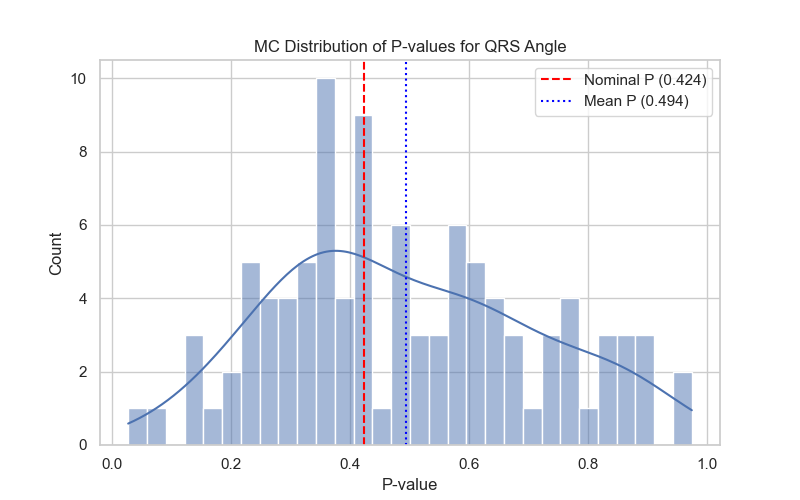 MC Distribution of P-values for QRS Angle
Nominal P (0.424)
Mean P (0.494)
Count
10
8
6
4
2
0
0.0 0.2 0.4 0.6 0.8 1.0
P-value